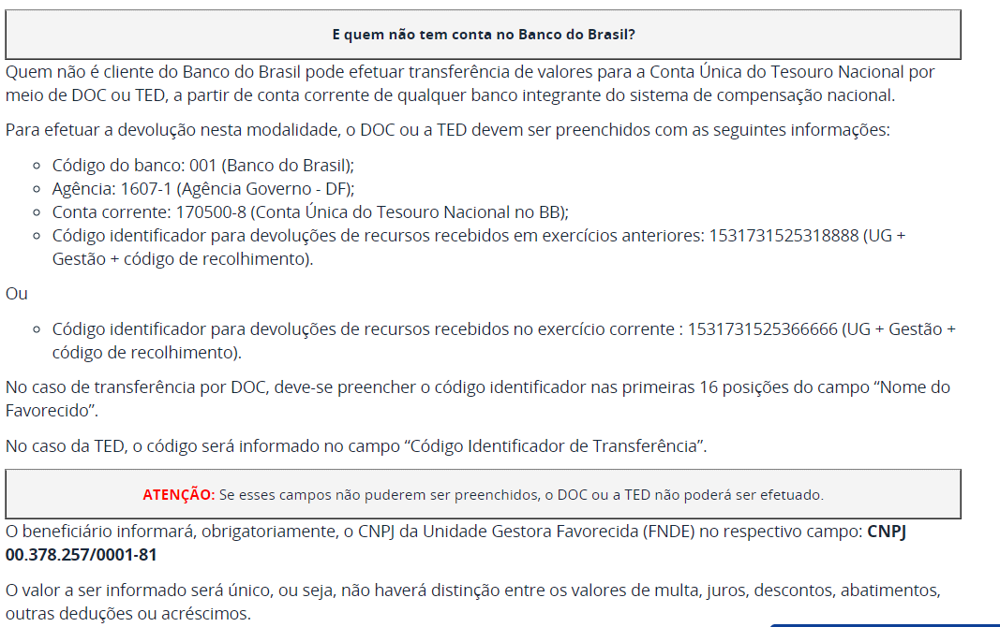 E quem não tem conta no Banco do Brasil?
Quem não é cliente do Banco do Brasil pode efetuar transferência de valores para a Conta Única do Tesouro Nacional por
meio de DOC ou TED, a partir de conta corrente de qualquer banco integrante do sistema de compensação nacional.
Para efetuar a devolução nesta modalidade, o DOC ou a TED devem ser preenchidos com as seguintes informações:
Código do banco: 001 (Banco do Brasil);
Agência: 1607-1 (Agência Governo - DF);
Conta corrente: 170500-8 (Conta Única do Tesouro Nacional no BB);
Código identificador para devoluções de recursos recebidos em exercícios anteriores: 1531731525318888 (UG +
Gestão + código de recolhimento).
Ou
Código identificador para devoluções de recursos recebidos no exercício corrente : 1531731525366666 (UG + Gestão +
código de recolhimento).
No caso de transferência por DOC, deve-se preencher o código identificador nas primeiras 16 posições do campo “Nome do
Favorecido”.
No caso da TED, o código será informado no campo “Código Identificador de Transferência”.
ATENÇÃO: Se esses campos não puderem ser preenchidos, o DOC ou a TED não poderá ser efetuado.
O beneficiário informará, obrigatoriamente, o CNPJ da Unidade Gestora Favorecida (FNDE) no respectivo campo: CNPJ
00.378.257/0001-81
O valor a ser informado será único, ou seja, não haverá distinção entre os valores de multa, juros, descontos, abatimentos,
outras deduções ou acréscimos.